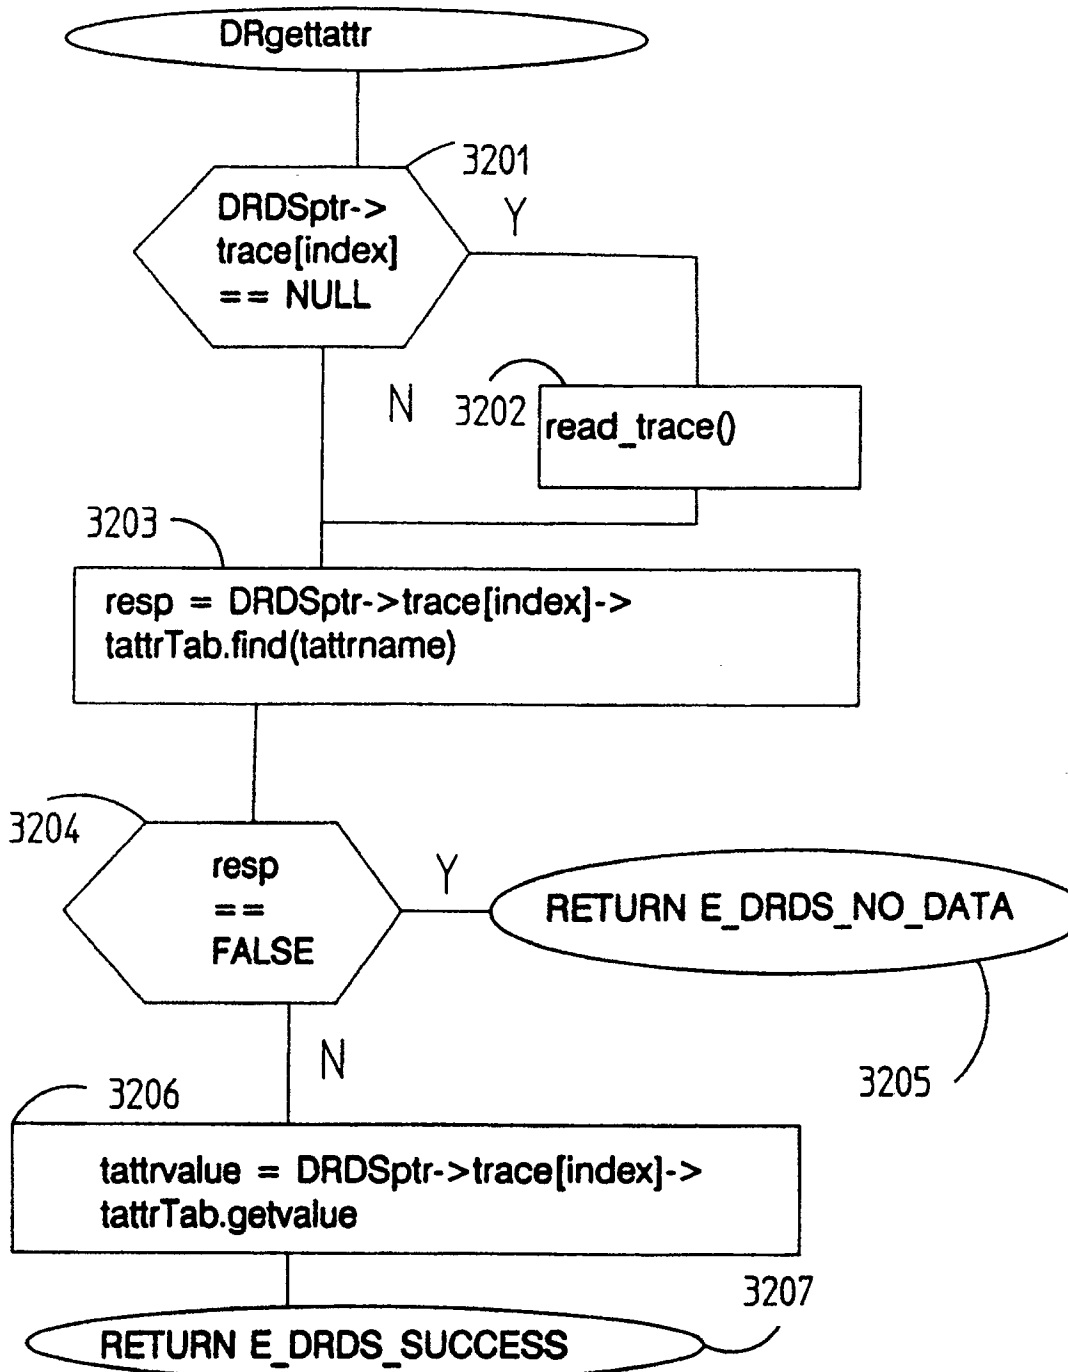 DRgettattr
3201
DRDSptr->
trace[index]
== NULL
Y
N
3202
read_trace()
3203
resp = DRDSptr->trace[index]->
tattrTab.find(tattrname)
3204
resp
==
FALSE
Y
RETURN E_DRDS_NO_DATA
3205
N
3206
tattrvalue = DRDSptr->trace[index]->
tattrTab.getvalue
3207
RETURN E_DRDS_SUCCESS